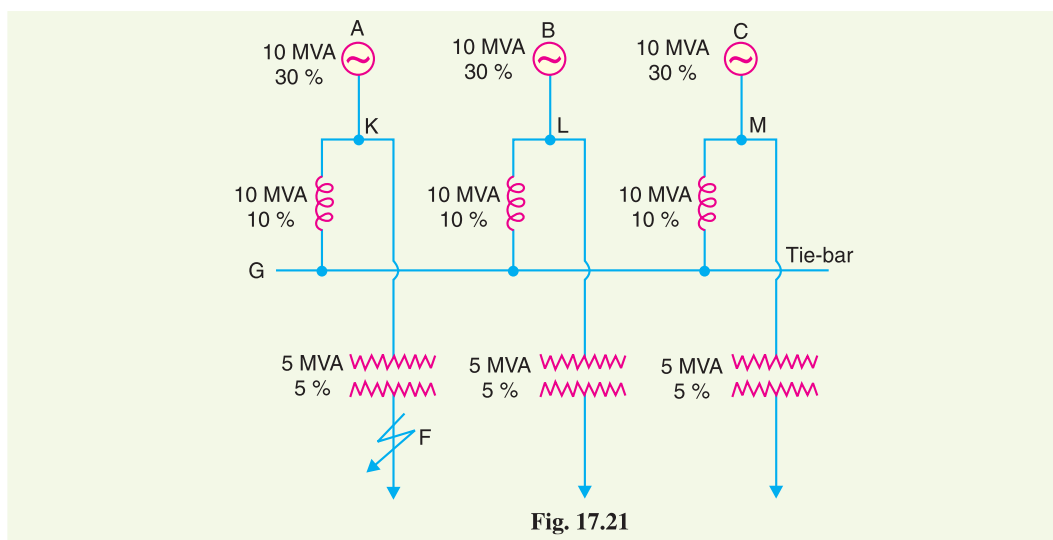 A
10 MVA
30 %
B
10 MVA
30 %
C
10 MVA
30 %
K
L
M
10 MVA
10 %
10 MVA
10 %
10 MVA
10 %
G
Tie-bar
5 MVA
5 %
5 MVA
5 %
5 MVA
5 %
F
Fig. 17.21